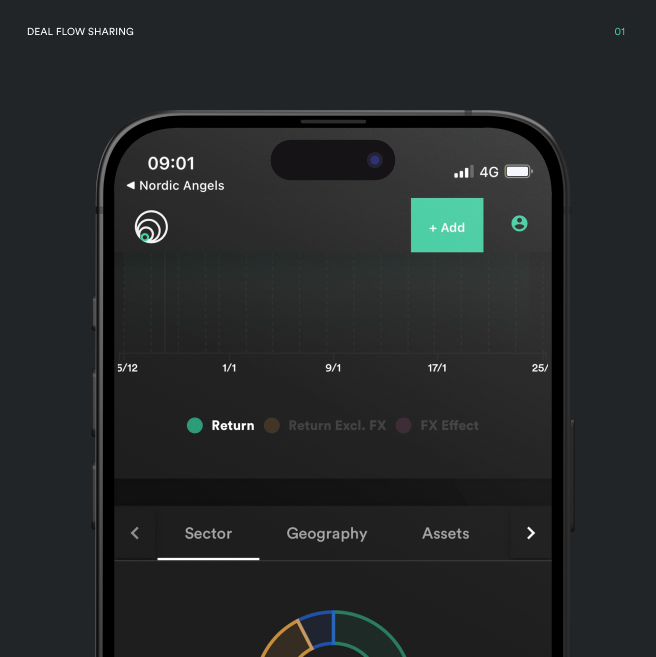 DEAL FLOW SHARING 01
09:01 4G
◀ Nordic Angels
+ Add
5/12 1/1 9/1 17/1 25/
Return Return Excl. FX FX Effect
Sector Geography Assets